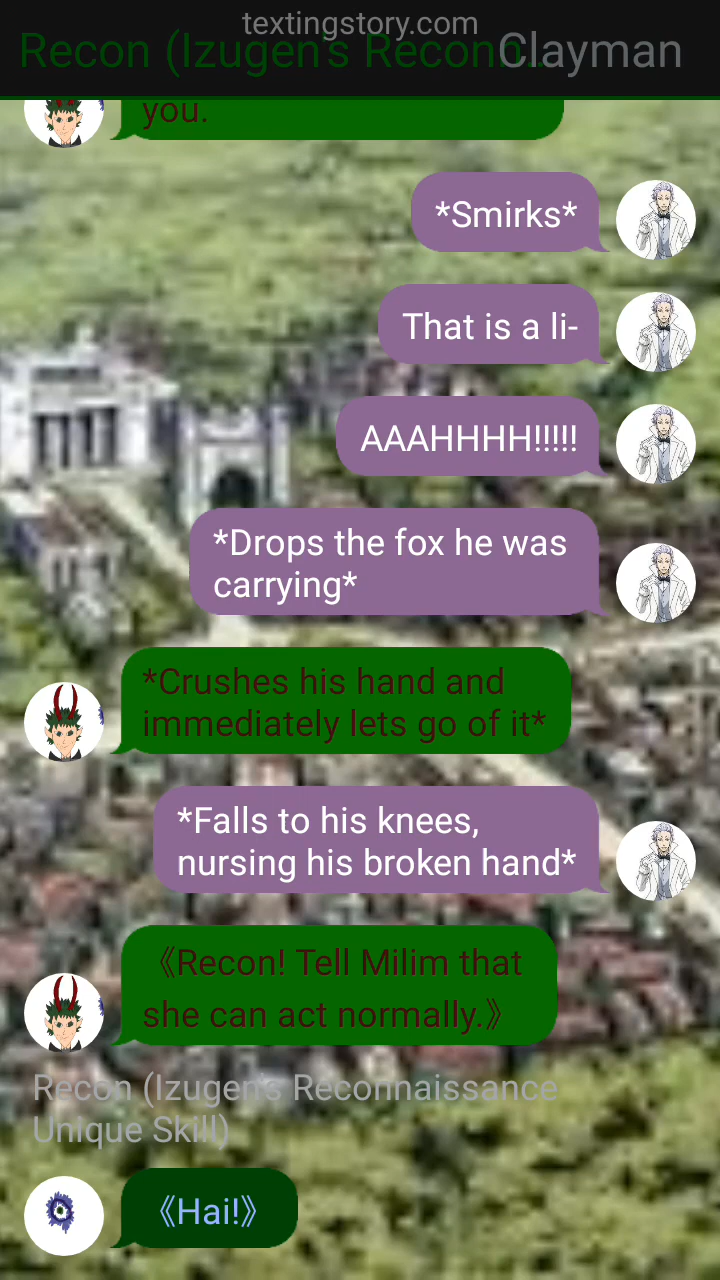 textingstory.com
Recon (Izugen's Reconn...
Clayman
you.
*Smirks*
That is a li-
AAAHHHH!!!!!
*Drops the fox he was
carrying*
*Crushes his hand and
immediately lets go of it*
*Falls to his knees,
nursing his broken hand*
《Recon! Tell Milim that
she can act normally.》
Recon (Izugen's Reconnaissance
Unique Skill)
《Hai!》